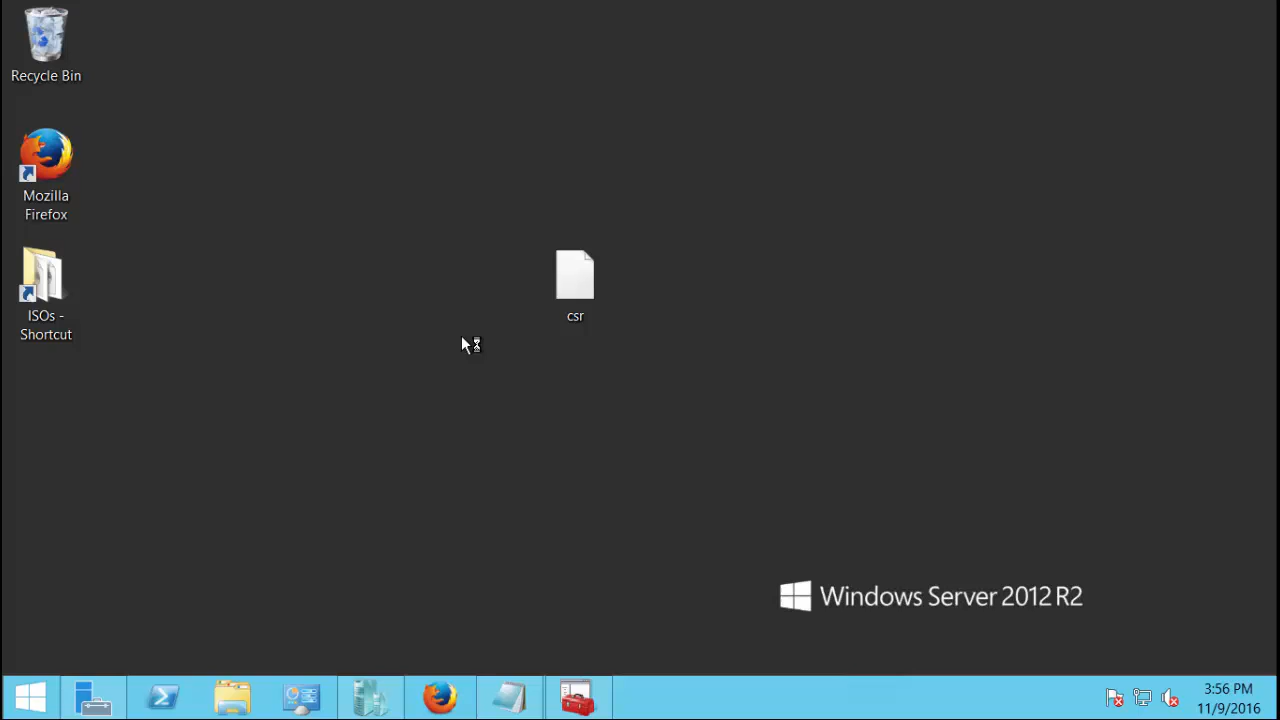 Recycle Bin
Mozilla
Firefox
ISOs -
Shortcut
csr
Windows Server 2012 R2
3:56 PM
11/9/2016